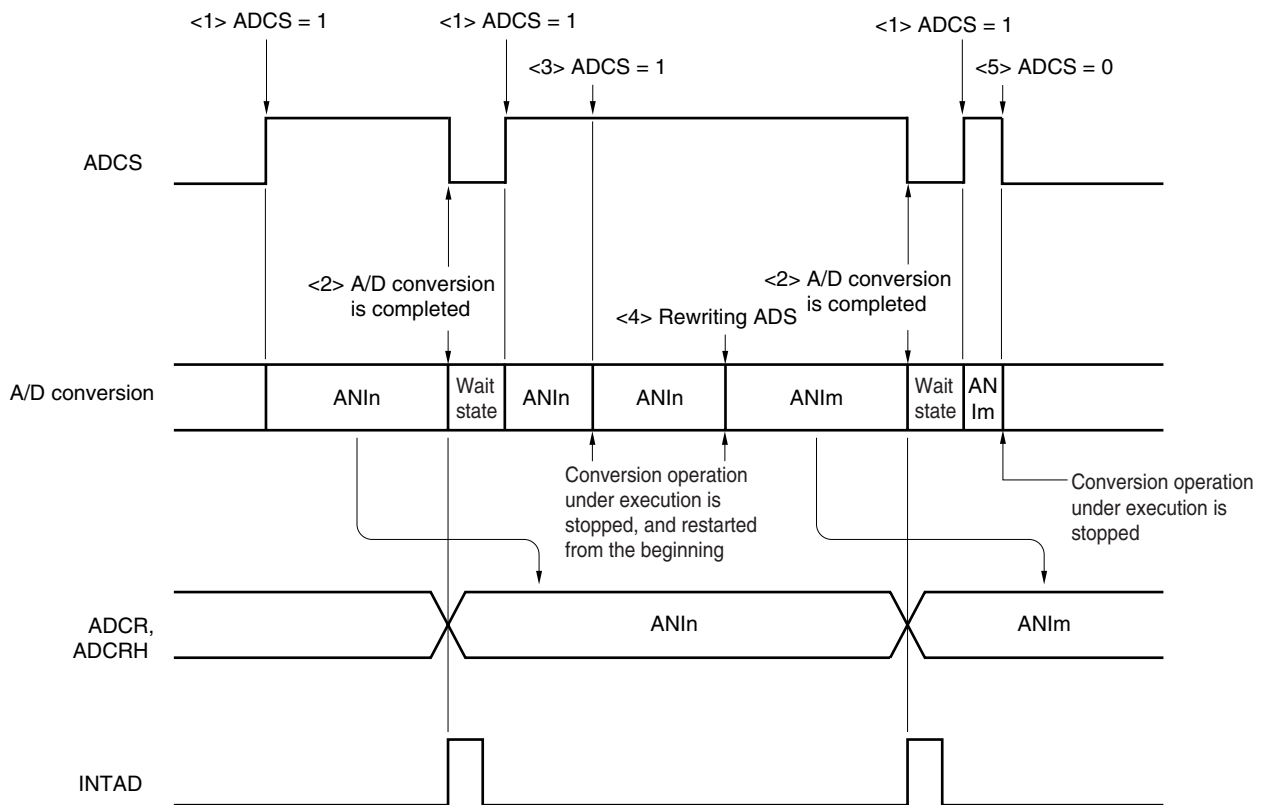 <1> ADCS = 1
<1> ADCS = 1
<1> ADCS = 1
<3> ADCS = 1
<5> ADCS = 0
ADCS
<2> A/D conversion
is completed
<2> A/D conversion
is completed
<4> Rewriting ADS
A/D conversion
ANIn
Wait
state
ANIn
ANIn
ANIm
Wait
state
AN
Im
Conversion operation
under execution is
stopped, and restarted
from the beginning
Conversion operation
under execution is
stopped
ADCR,
ADCRH
ANIn
ANIm
INTAD